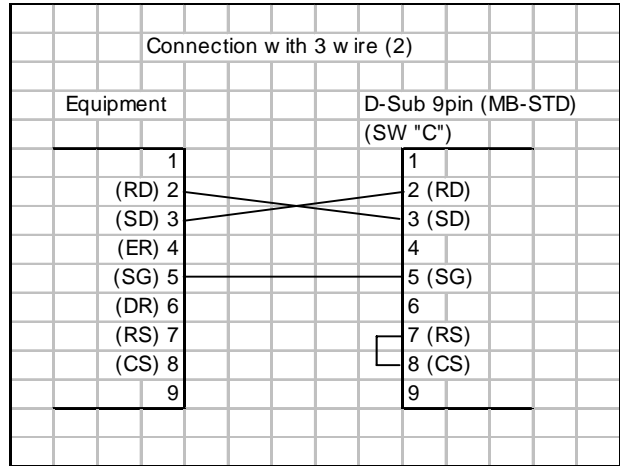 Connection with 3 wire (2)
Equipment
D-Sub 9pin (MB-STD)
(SW "C")
1
(RD) 2
(SD) 3
(ER) 4
(SG) 5
(DR) 6
(RS) 7
(CS) 8
9
1
2 (RD)
3 (SD)
4
5 (SG)
6
7 (RS)
8 (CS)
9